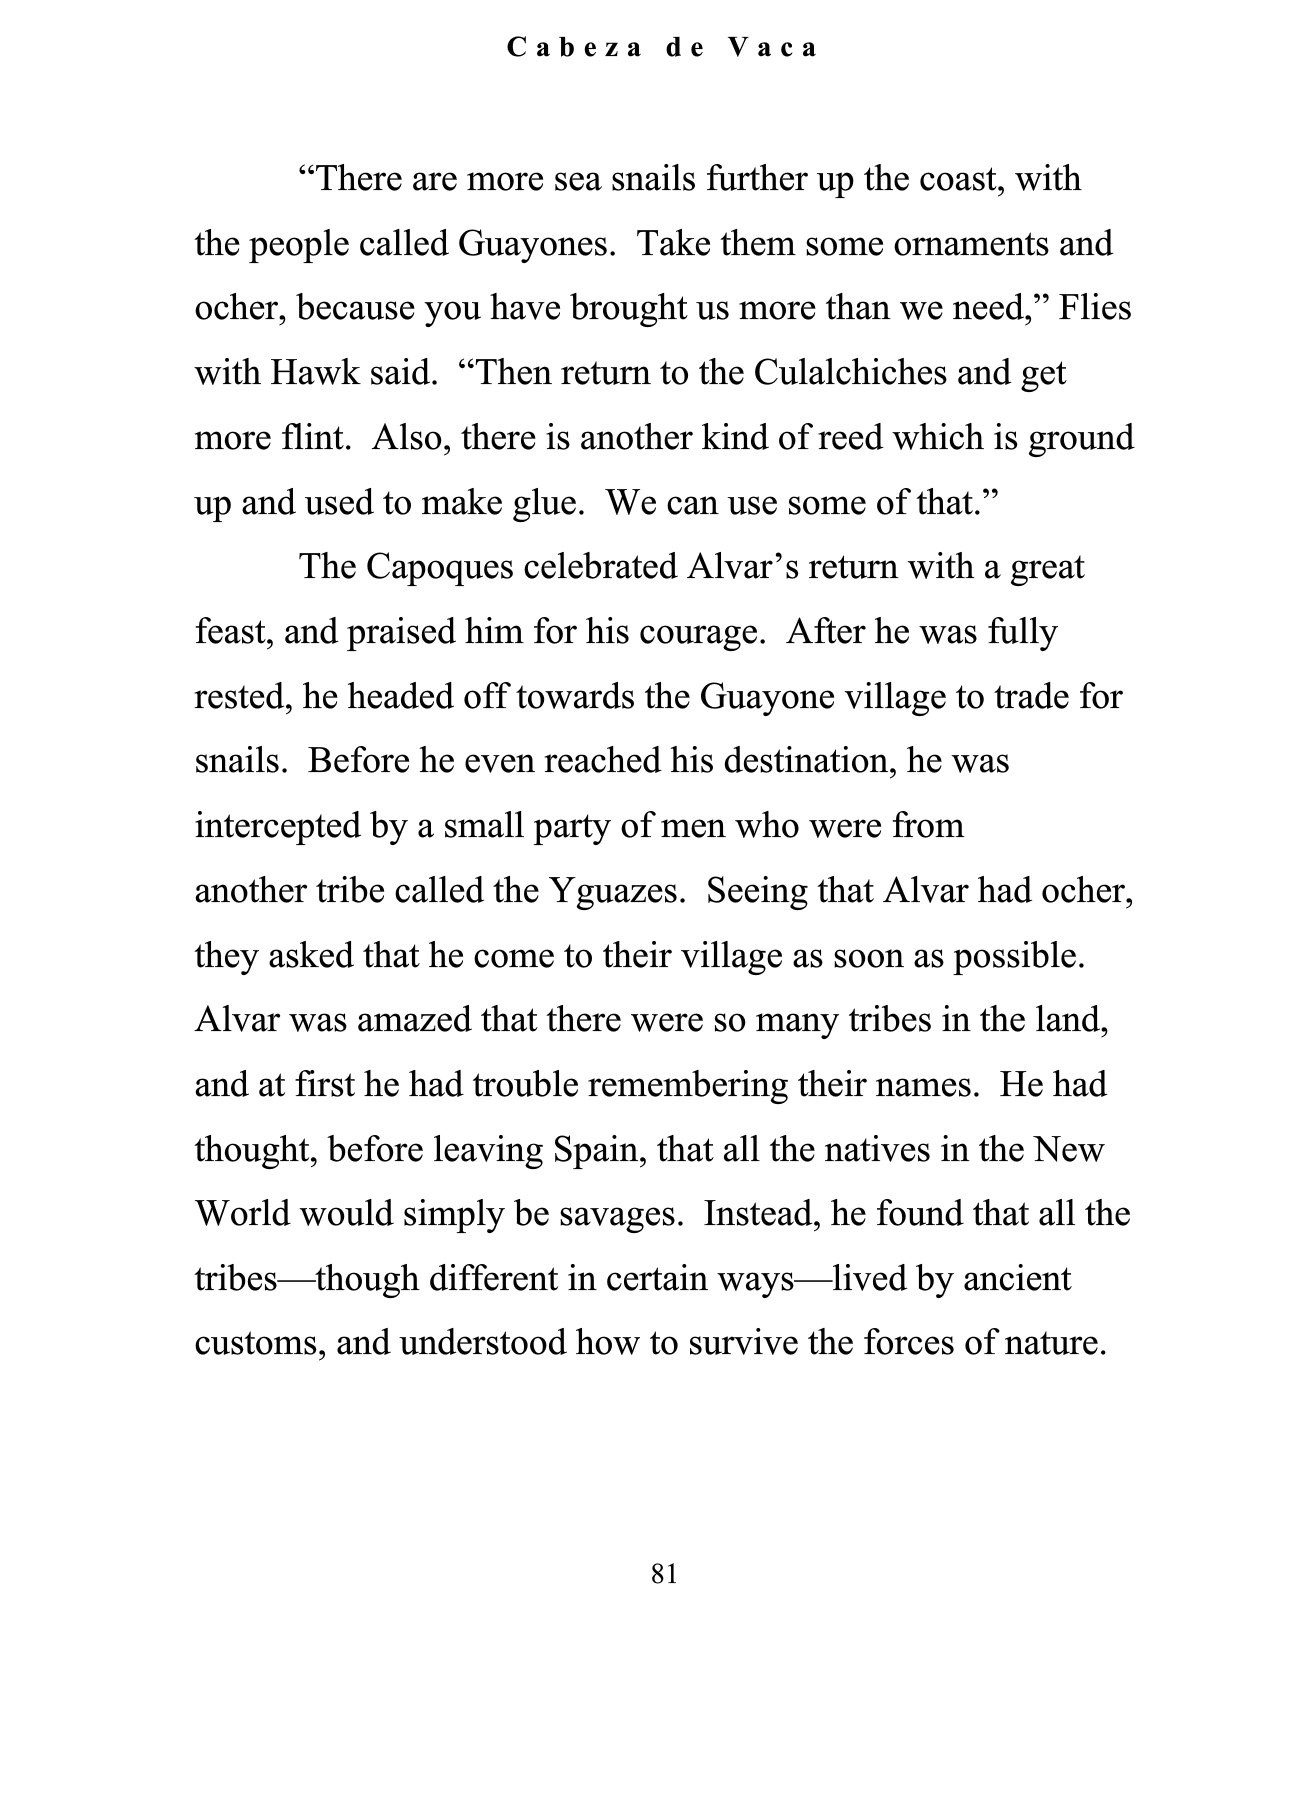 Cabeza de Vaca
“There are more sea snails further up the coast, with
the people called Guayones.  Take them some ornaments and
ocher, because you have brought us more than we need,” Flies
with Hawk said.  “Then return to the Culalchiches and get
more flint.  Also, there is another kind of reed which is ground
up and used to make glue.  We can use some of that.”
The Capoques celebrated Alvar’s return with a great
feast, and praised him for his courage.  After he was fully
rested, he headed off towards the Guayone village to trade for
snails.  Before he even reached his destination, he was
intercepted by a small party of men who were from
another tribe called the Yguazes.  Seeing that Alvar had ocher,
they asked that he come to their village as soon as possible.
Alvar was amazed that there were so many tribes in the land,
and at first he had trouble remembering their names.  He had
thought, before leaving Spain, that all the natives in the New
World would simply be savages.  Instead, he found that all the
tribes—though different in certain ways—lived by ancient
customs, and understood how to survive the forces of nature.
81